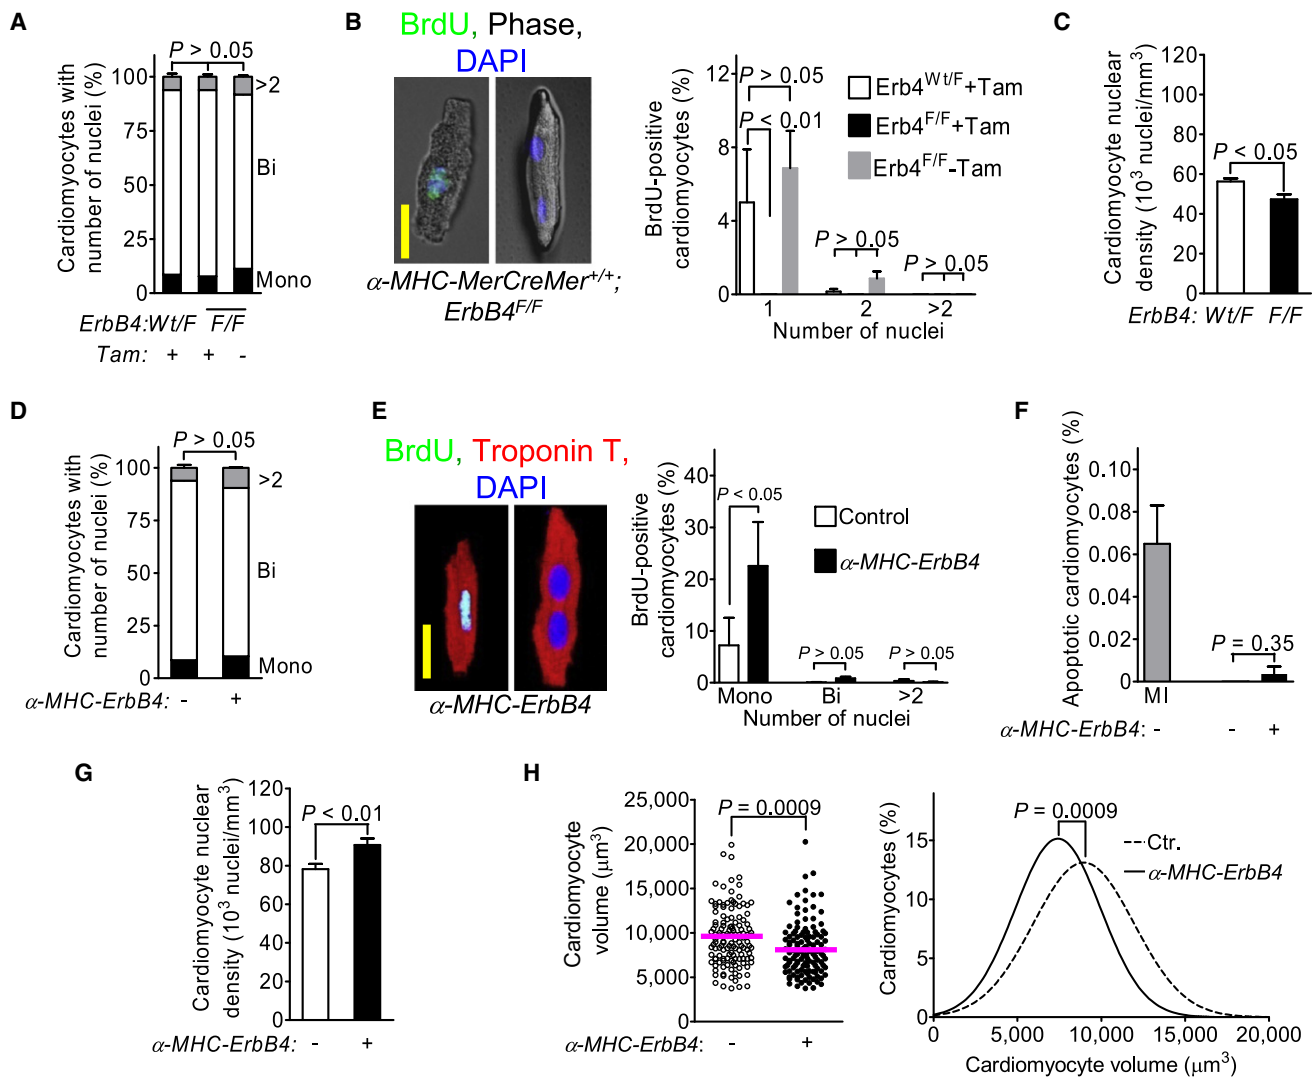 A
Cardiomyocytes with
number of nuclei (%)
100
75
50
25
0
P > 0.05
>2
Bi
Mono
ErbB4:Wt/F F/F
Tam: + + -
B
BrdU, Phase,
DAPI
α-MHC-MerCreMer+/+;
ErbB4F/F
BrdU-positive
cardiomyocytes (%)
12
8
4
0
P > 0.05
P < 0.01
P > 0.05
P > 0.05
1 2 >2
Number of nuclei
Erb4Wt/F+Tam
Erb4F/F+Tam
Erb4F/F-Tam
C
Cardiomyocyte nuclear
density (10³ nuclei/mm³)
120
100
80
60
40
20
0
P < 0.05
ErbB4: Wt/F F/F
D
Cardiomyocytes with
number of nuclei (%)
100
75
50
25
0
P > 0.05
>2
Bi
Mono
α-MHC-ErbB4: - +
E
BrdU, Troponin T,
DAPI
α-MHC-ErbB4
BrdU-positive
cardiomyocytes (%)
40
30
20
10
0
P < 0.05
P > 0.05
P > 0.05
Mono Bi >2
Number of nuclei
Control
α-MHC-ErbB4
F
Apoptotic cardiomyocytes (%)
0.10
0.08
0.06
0.04
0.02
0
P = 0.35
MI
α-MHC-ErbB4: - - +
G
Cardiomyocyte nuclear
density (10³ nuclei/mm³)
120
100
80
60
40
20
0
P < 0.01
α-MHC-ErbB4: - +
H
Cardiomyocyte
volume (μm³)
25,000
20,000
15,000
10,000
5,000
0
P = 0.0009
α-MHC-ErbB4: - +
Cardiomyocytes (%)
15
10
5
0
P = 0.0009
Ctr.
α-MHC-ErbB4
0 5,000 10,000 15,000 20,000
Cardiomyocyte volume (μm³)